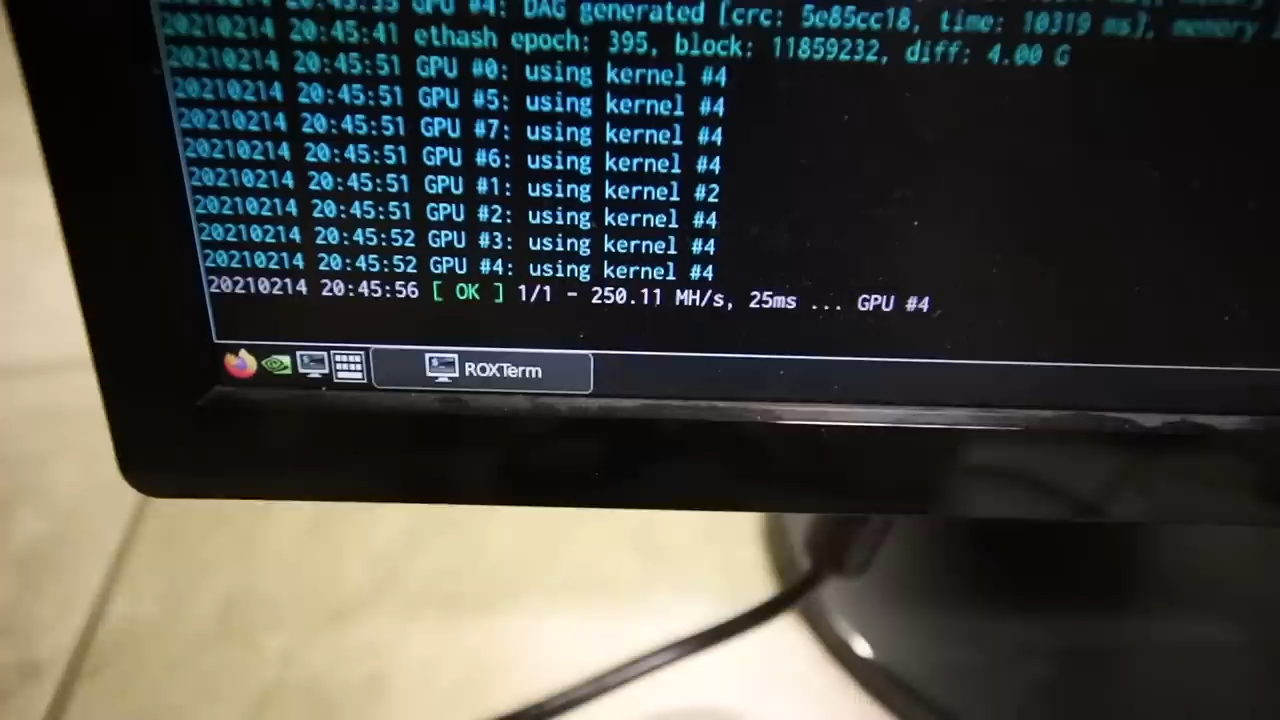 GPU #4: DAG generated [crc: 5e85cc18, time: 10319 ms], memory
20210214 20:45:41 ethash epoch: 395, block: 11859232, diff: 4.00 G
20210214 20:45:51 GPU #0: using kernel #4
20210214 20:45:51 GPU #5: using kernel #4
20210214 20:45:51 GPU #7: using kernel #4
20210214 20:45:51 GPU #6: using kernel #4
20210214 20:45:51 GPU #1: using kernel #2
20210214 20:45:51 GPU #2: using kernel #4
20210214 20:45:52 GPU #3: using kernel #4
20210214 20:45:52 GPU #4: using kernel #4
20210214 20:45:56 [ OK ] 1/1 - 250.11 MH/s, 25ms ... GPU #4
ROXTerm